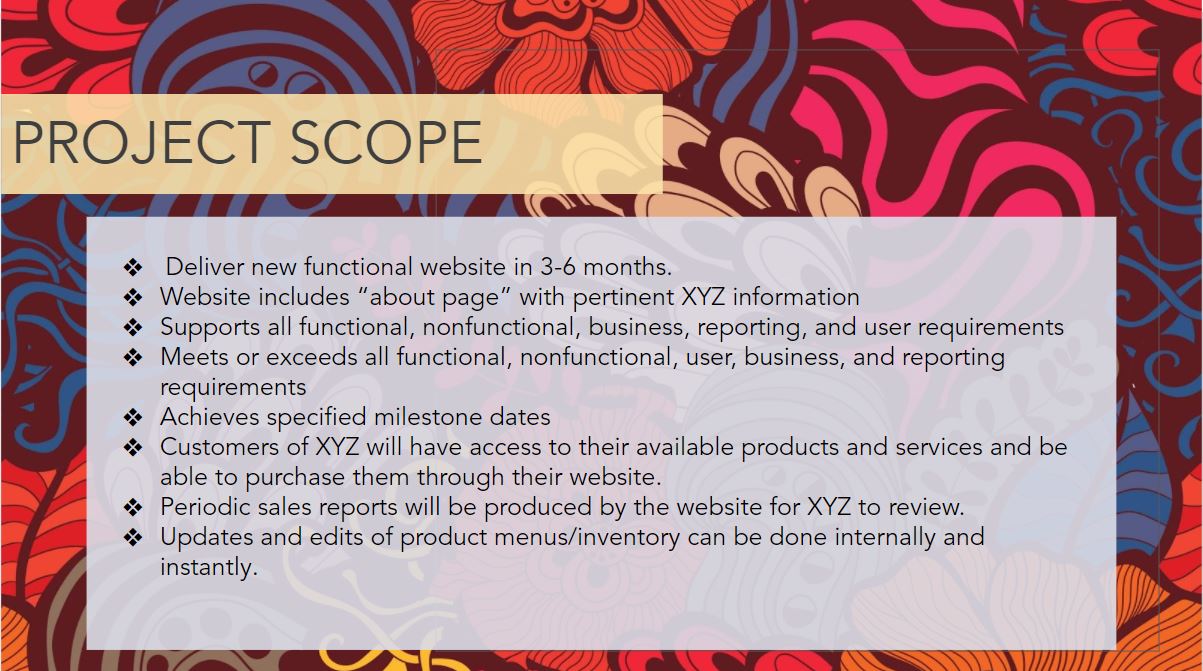 PROJECT SCOPE
❖ Deliver new functional website in 3-6 months.
❖ Website includes “about page” with pertinent XYZ information
❖ Supports all functional, nonfunctional, business, reporting, and user requirements
❖ Meets or exceeds all functional, nonfunctional, user, business, and reporting
requirements
❖ Achieves specified milestone dates
❖ Customers of XYZ will have access to their available products and services and be
able to purchase them through their website.
❖ Periodic sales reports will be produced by the website for XYZ to review.
❖ Updates and edits of product menus/inventory can be done internally and
instantly.